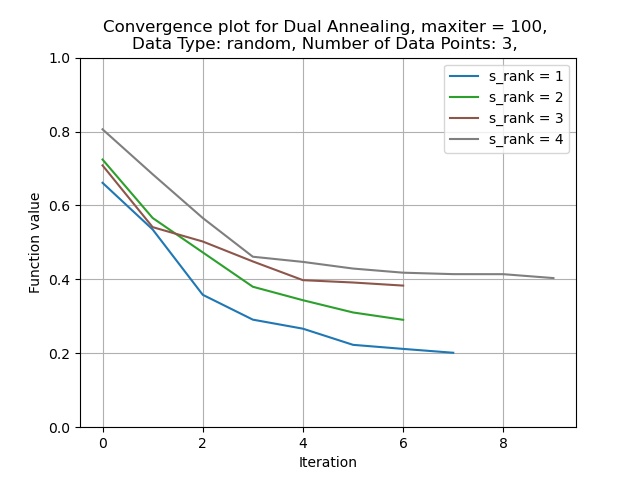 Convergence plot for Dual Annealing, maxiter = 100,
Data Type: random, Number of Data Points: 3,
s_rank = 1
s_rank = 2
s_rank = 3
s_rank = 4
Function value
1.0
0.8
0.6
0.4
0.2
0.0
0 2 4 6 8
Iteration